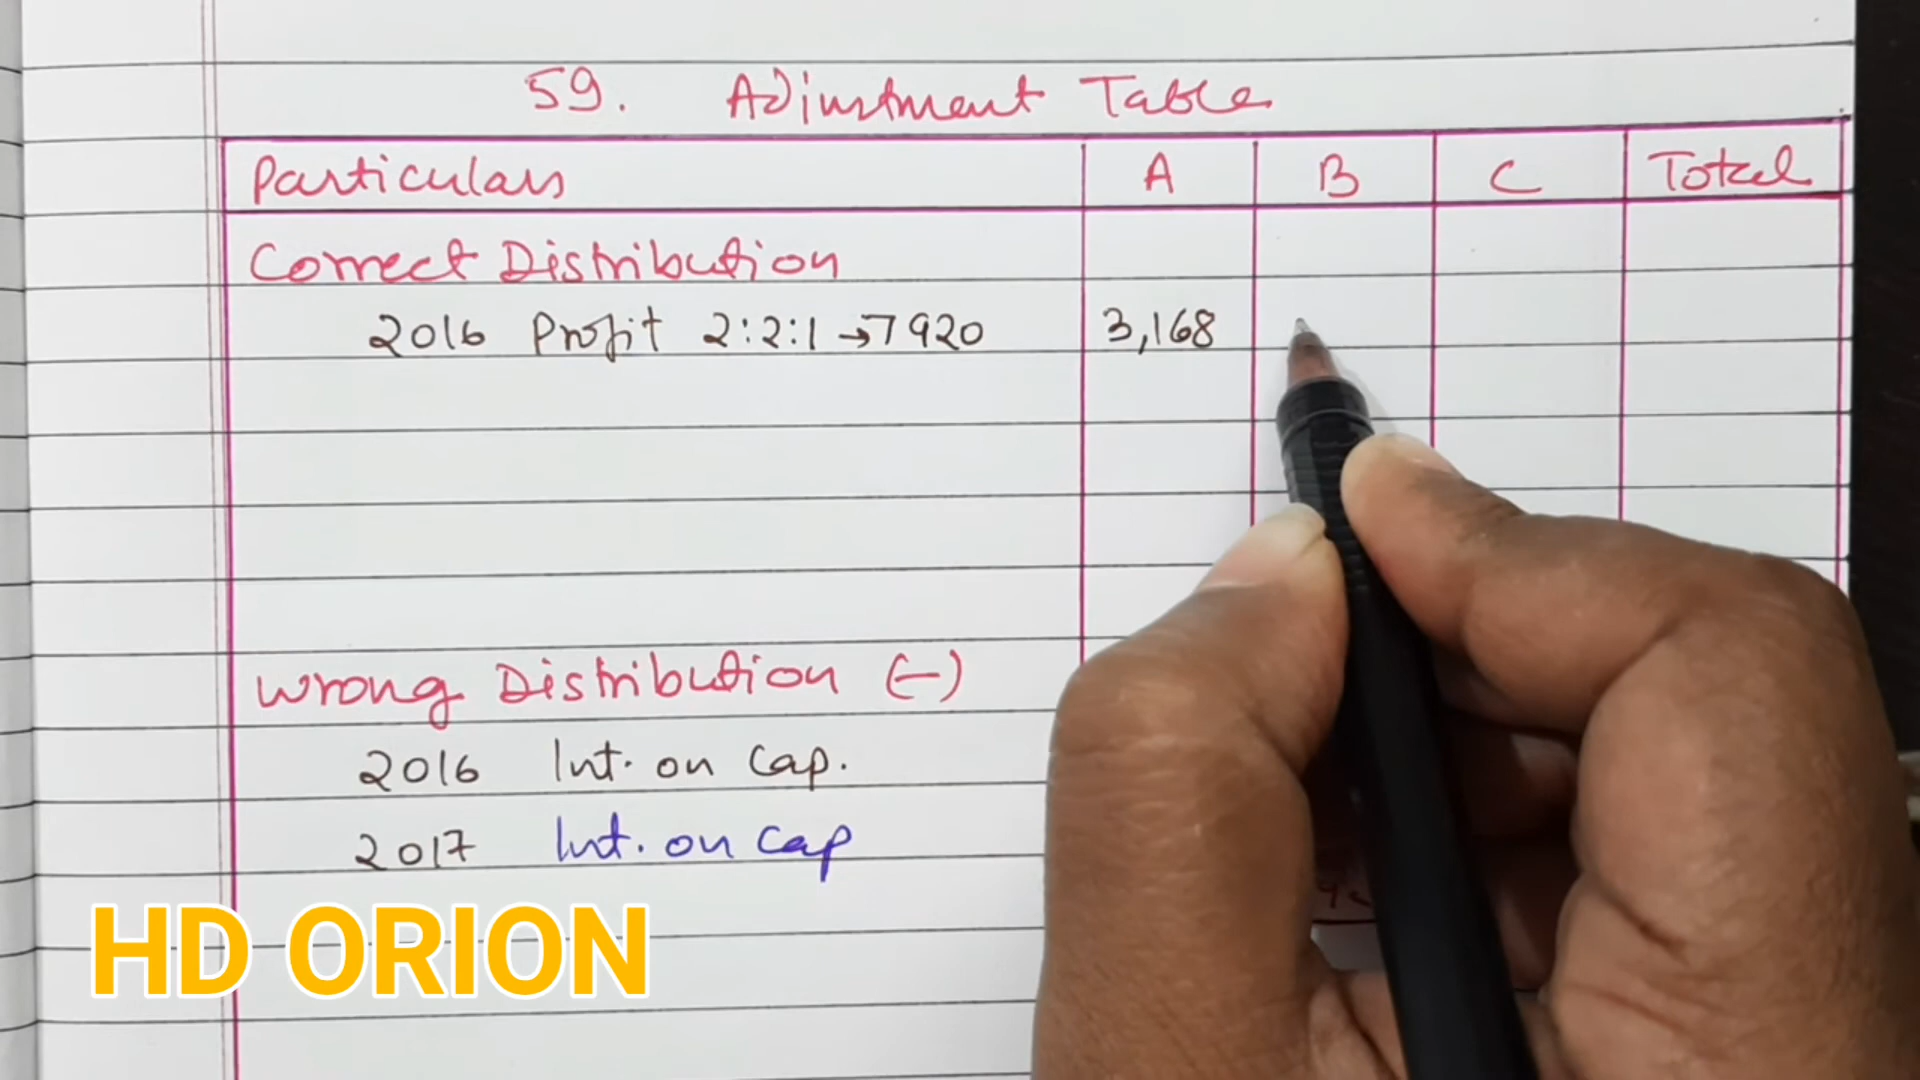 59. Adjustment Table
Particulars A B C Total
Correct Distribution
2016 Profit 2:2:1 → 7920 3,168
Wrong Distribution (-)
2016 Int. on Cap.
2017 Int. on Cap
HD ORION